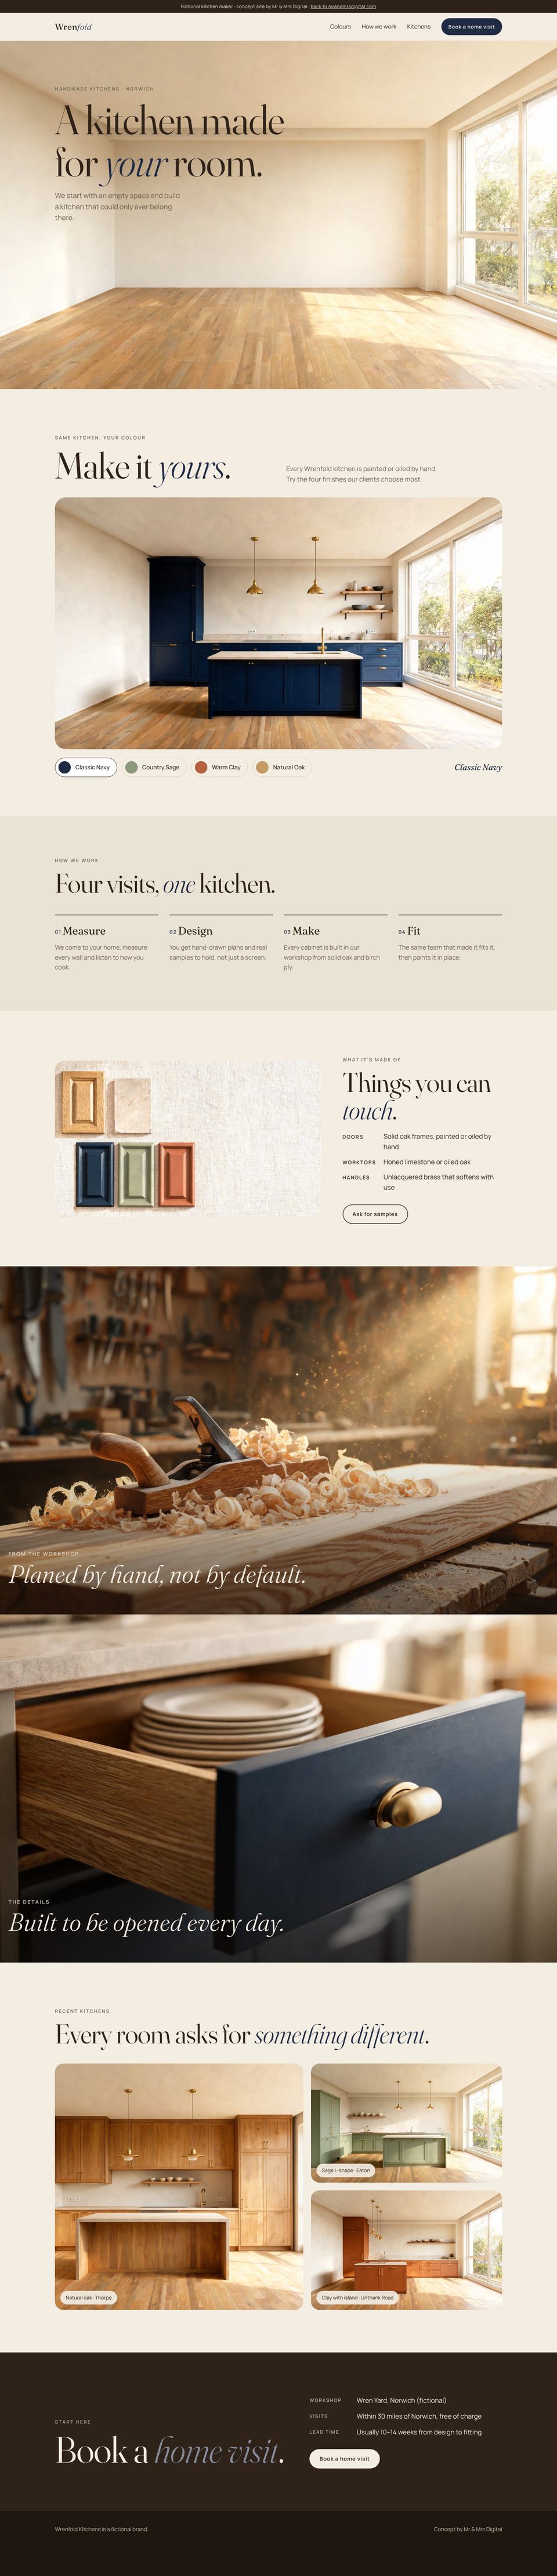 Fictional kitchen maker · concept site by Mr & Mrs Digital · back to mrandmrsdigital.com
Wrenfold
Colours
How we work
Kitchens
Book a home visit
HANDMADE KITCHENS · NORWICH
A kitchen made
for your room.
We start with an empty space and build
a kitchen that could only ever belong
there.
SAME KITCHEN, YOUR COLOUR
Make it yours.
Every Wrenfold kitchen is painted or oiled by hand.
Try the four finishes our clients choose most.
Classic Navy
Country Sage
Warm Clay
Natural Oak
Classic Navy
HOW WE WORK
Four visits, one kitchen.
01 Measure
We come to your home, measure
every wall and listen to how you
cook.
02 Design
You get hand-drawn plans and real
samples to hold, not just a screen.
03 Make
Every cabinet is built in our
workshop from solid oak and birch
ply.
04 Fit
The same team that made it fits it,
then paints it in place.
WHAT IT'S MADE OF
Things you can
touch.
DOORS
Solid oak frames, painted or oiled by
hand
WORKTOPS
Honed limestone or oiled oak
HANDLES
Unlacquered brass that softens with
use
Ask for samples
FROM THE WORKSHOP
Planed by hand, not by default.
THE DETAILS
Built to be opened every day.
RECENT KITCHENS
Every room asks for something different.
Natural oak · Thorpe
Sage L-shape · Eaton
Clay with island · Unthank Road
START HERE
Book a home visit.
WORKSHOP
Wren Yard, Norwich (fictional)
VISITS
Within 30 miles of Norwich, free of charge
LEAD TIME
Usually 10–14 weeks from design to fitting
Book a home visit
Wrenfold Kitchens is a fictional brand.
Concept by Mr & Mrs Digital